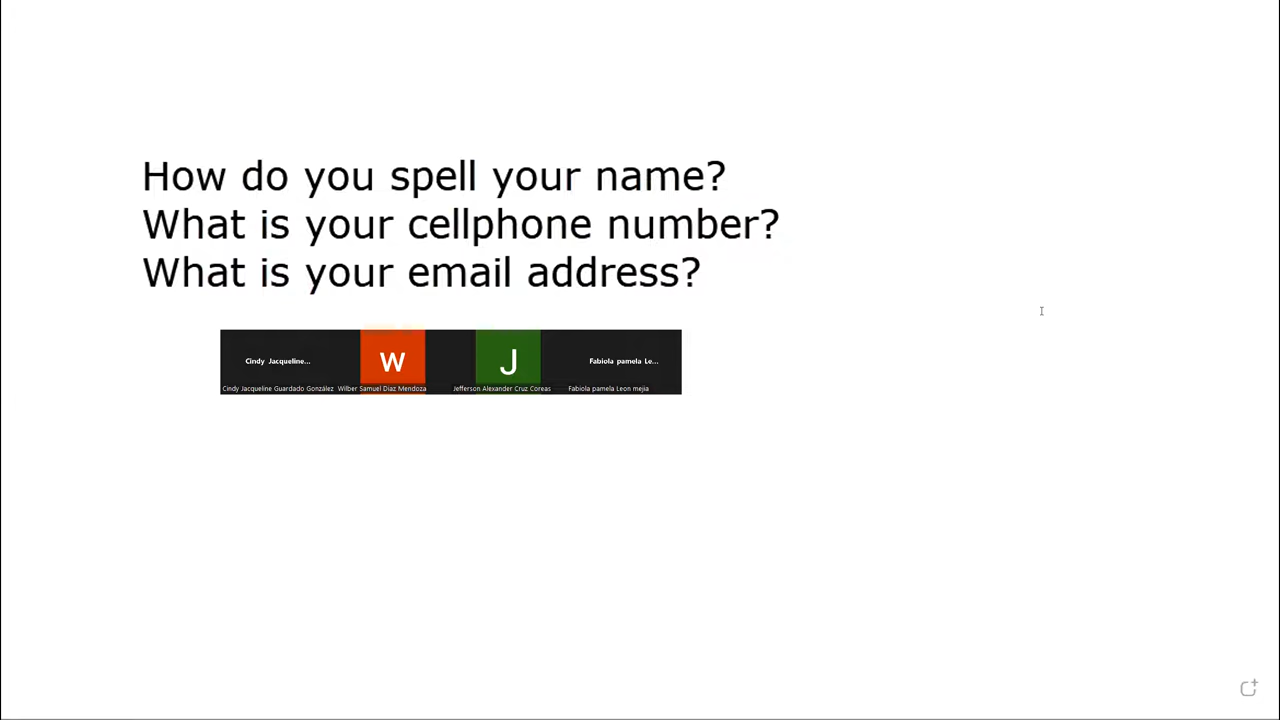 How do you spell your name?
What is your cellphone number?
What is your email address?
Cindy Jacqueline...
W
J
Fabiola pamela Le...
Cindy Jacqueline Guardado González
Wilber Samuel Diaz Mendoza
Jefferson Alexander Cruz Coreas
Fabiola pamela Leon mejia